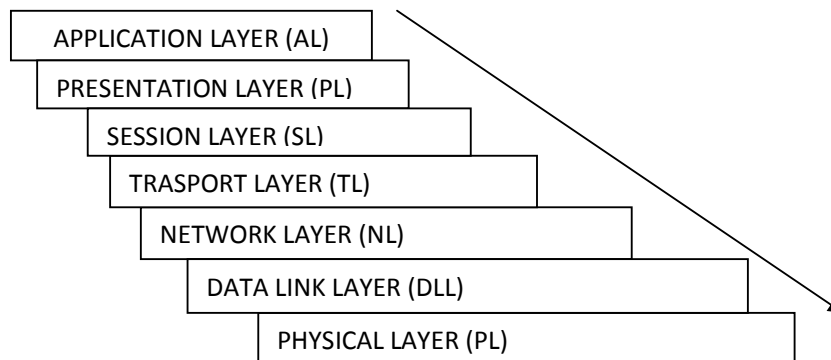 APPLICATION LAYER (AL)
PRESENTATION LAYER (PL)
SESSION LAYER (SL)
TRASPORT LAYER (TL)
NETWORK LAYER (NL)
DATA LINK LAYER (DLL)
PHYSICAL LAYER (PL)